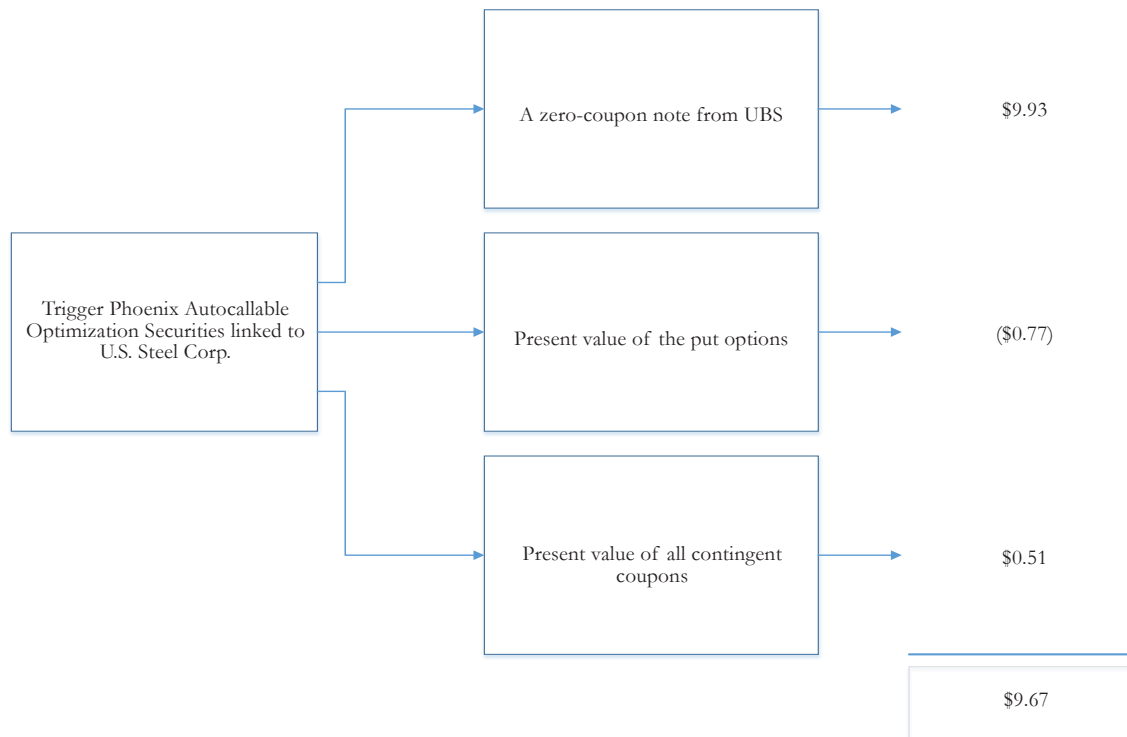 A zero-coupon note from UBS
$9.93
Trigger Phoenix Autocallable
Optimization Securities linked to
U.S. Steel Corp.
Present value of the put options
($0.77)
Present value of all contingent
coupons
$0.51
$9.67